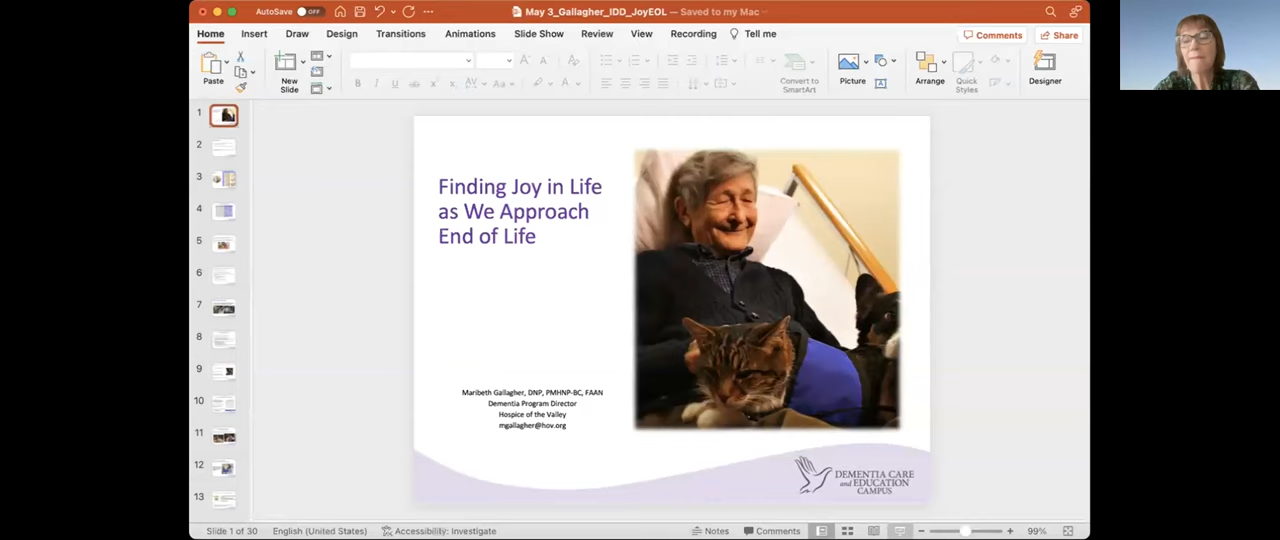 AutoSave
OFF
May 3_Gallagher_IDD_JoyEOL — Saved to my Mac
Home
Insert
Draw
Design
Transitions
Animations
Slide Show
Review
View
Recording
Tell me
Comments
Share
Paste
New
Slide
B
I
U
Convert to
SmartArt
Picture
Arrange
Quick
Styles
Designer
1
2
3
4
5
6
7
8
9
10
11
12
13
Finding Joy in Life
as We Approach
End of Life
Maribeth Gallagher, DNP, PMHNP-BC, FAAN
Dementia Program Director
Hospice of the Valley
mgallagher@hov.org
DEMENTIA CARE
and EDUCATION
CAMPUS
Slide 1 of 30
English (United States)
Accessibility: Investigate
Notes
Comments
99%